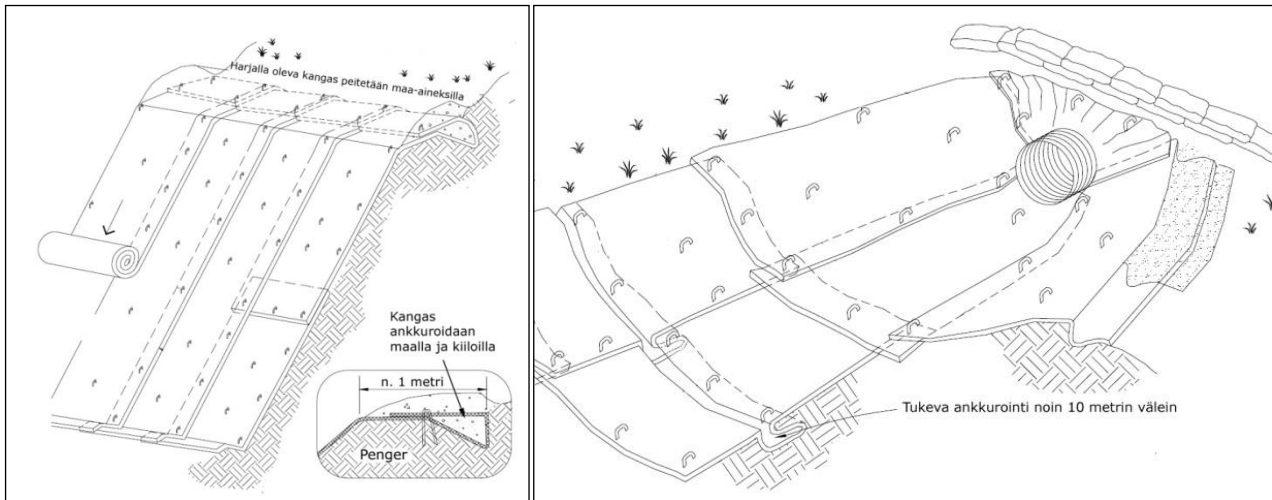 Harjalla oleva kangas peitetään maa-aineksilla
Kangas
ankkuroidaan
maalla ja kiiloilla
n. 1 metri
Penger
Tukeva ankkurointi noin 10 metrin välein